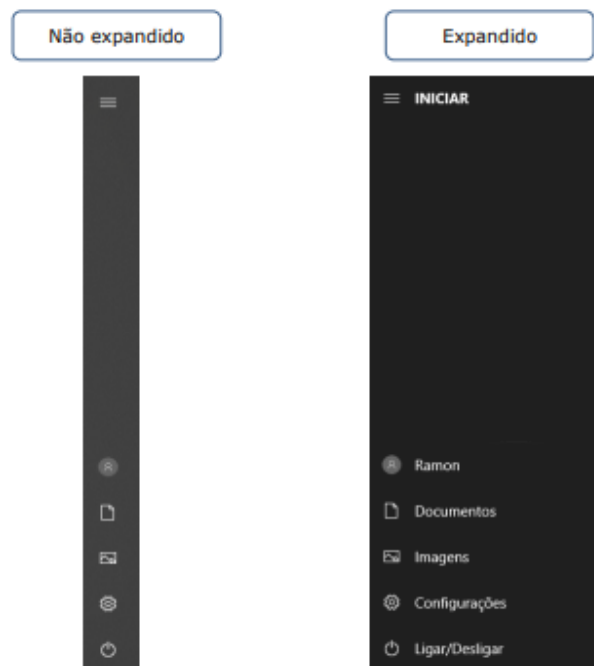 Não expandido
Expandido
INICIAR
Ramon
Documentos
Imagens
Configurações
Ligar/Desligar